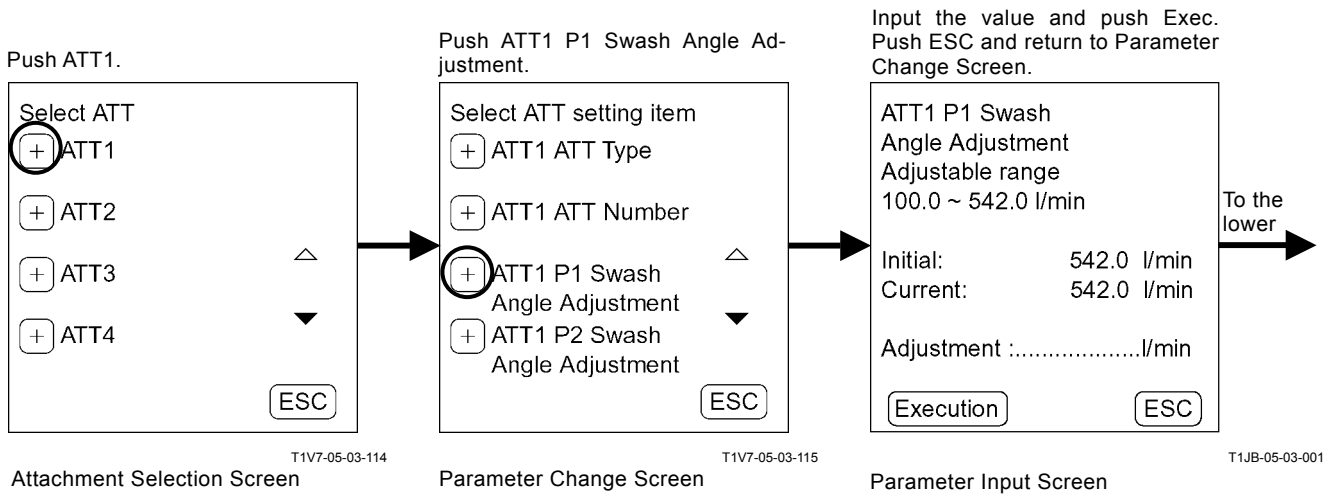 Push ATT1.
Select ATT
+ ATT1
+ ATT2
+ ATT3
+ ATT4
ESC
T1V7-05-03-114
Attachment Selection Screen
Push ATT1 P1 Swash Angle Ad-
justment.
Select ATT setting item
+ ATT1 ATT Type
+ ATT1 ATT Number
+ ATT1 P1 Swash
Angle Adjustment
+ ATT1 P2 Swash
Angle Adjustment
ESC
T1V7-05-03-115
Parameter Change Screen
Input the value and push Exec.
Push ESC and return to Parameter
Change Screen.
ATT1 P1 Swash
Angle Adjustment
Adjustable range
100.0 ~ 542.0 l/min
Initial: 542.0 l/min
Current: 542.0 l/min
Adjustment :...................l/min
Execution ESC
T1JB-05-03-001
Parameter Input Screen
To the
lower